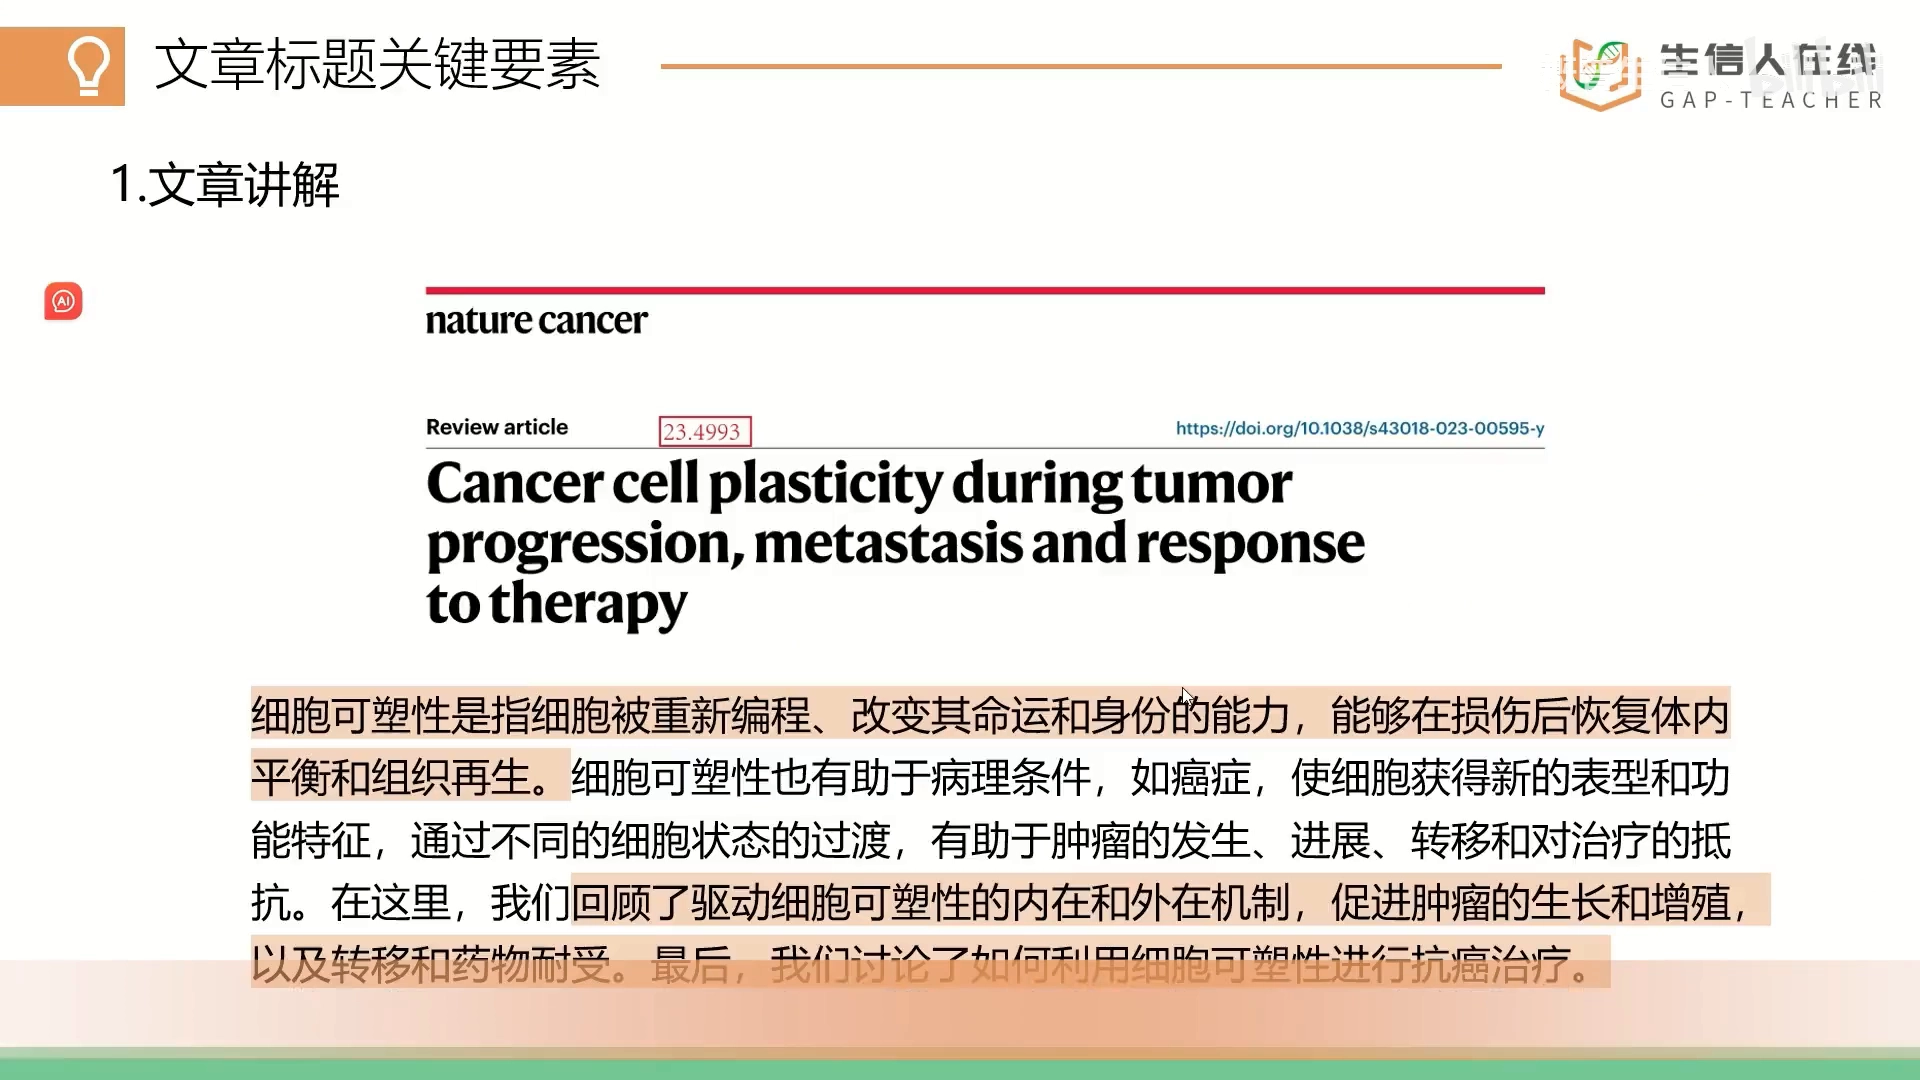 文章标题关键要素
生信人在线
GAP-TEACHER
1.文章讲解
AI
nature cancer
Review article 23.4993 https://doi.org/10.1038/s43018-023-00595-y
Cancer cell plasticity during tumor
progression, metastasis and response
to therapy
细胞可塑性是指细胞被重新编程、改变其命运和身份的能力，能够在损伤后恢复体内
平衡和组织再生。细胞可塑性也有助于病理条件，如癌症，使细胞获得新的表型和功
能特征，通过不同的细胞状态的过渡，有助于肿瘤的发生、进展、转移和对治疗的抵
抗。在这里，我们回顾了驱动细胞可塑性的内在和外在机制，促进肿瘤的生长和增殖，
以及转移和药物耐受。最后，我们讨论了如何利用细胞可塑性进行抗癌治疗。